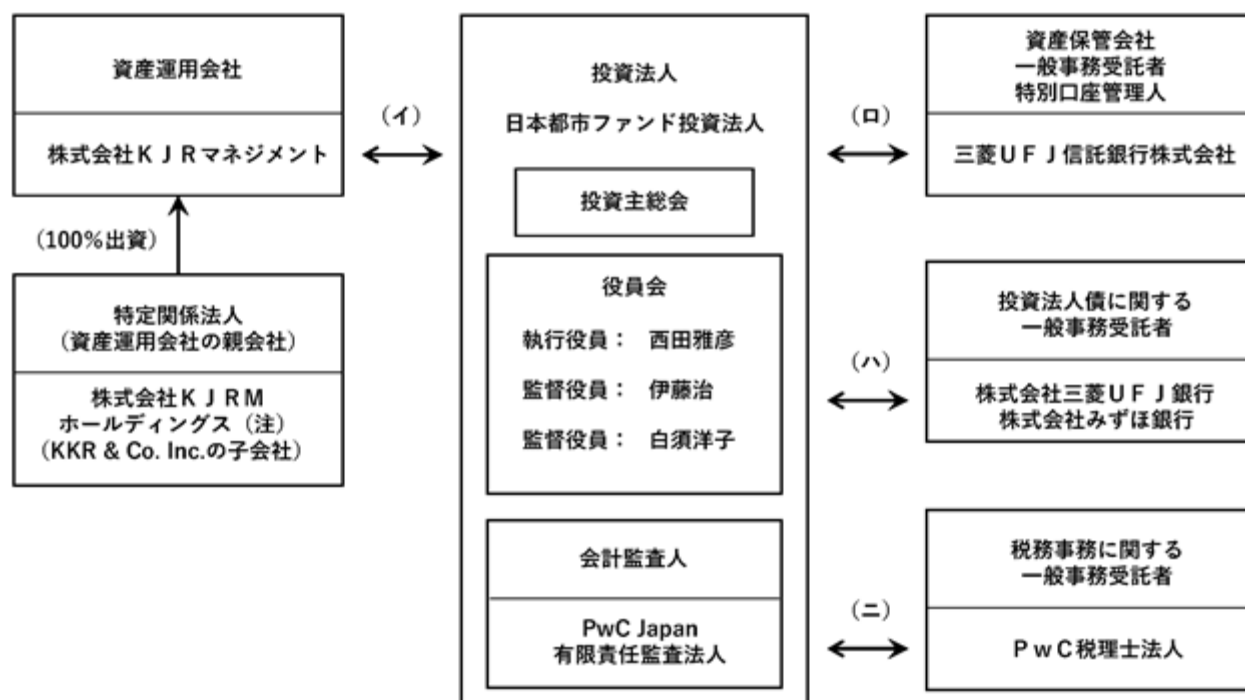 資産運用会社
株式会社ＫＪＲマネジメント
（100％出資）
特定関係法人
（資産運用会社の親会社）
株式会社ＫＪＲＭ
ホールディングス（注）
（KKR & Co. Inc.の子会社）
（イ）
投資法人
日本都市ファンド投資法人
投資主総会
役員会
執行役員： 西田雅彦
監督役員： 伊藤治
監督役員： 白須洋子
会計監査人
PwC Japan
有限責任監査法人
（ロ）
資産保管会社
一般事務受託者
特別口座管理人
三菱ＵＦＪ信託銀行株式会社
（ハ）
投資法人債に関する
一般事務受託者
株式会社三菱ＵＦＪ銀行
株式会社みずほ銀行
（ニ）
税務事務に関する
一般事務受託者
ＰｗＣ税理士法人